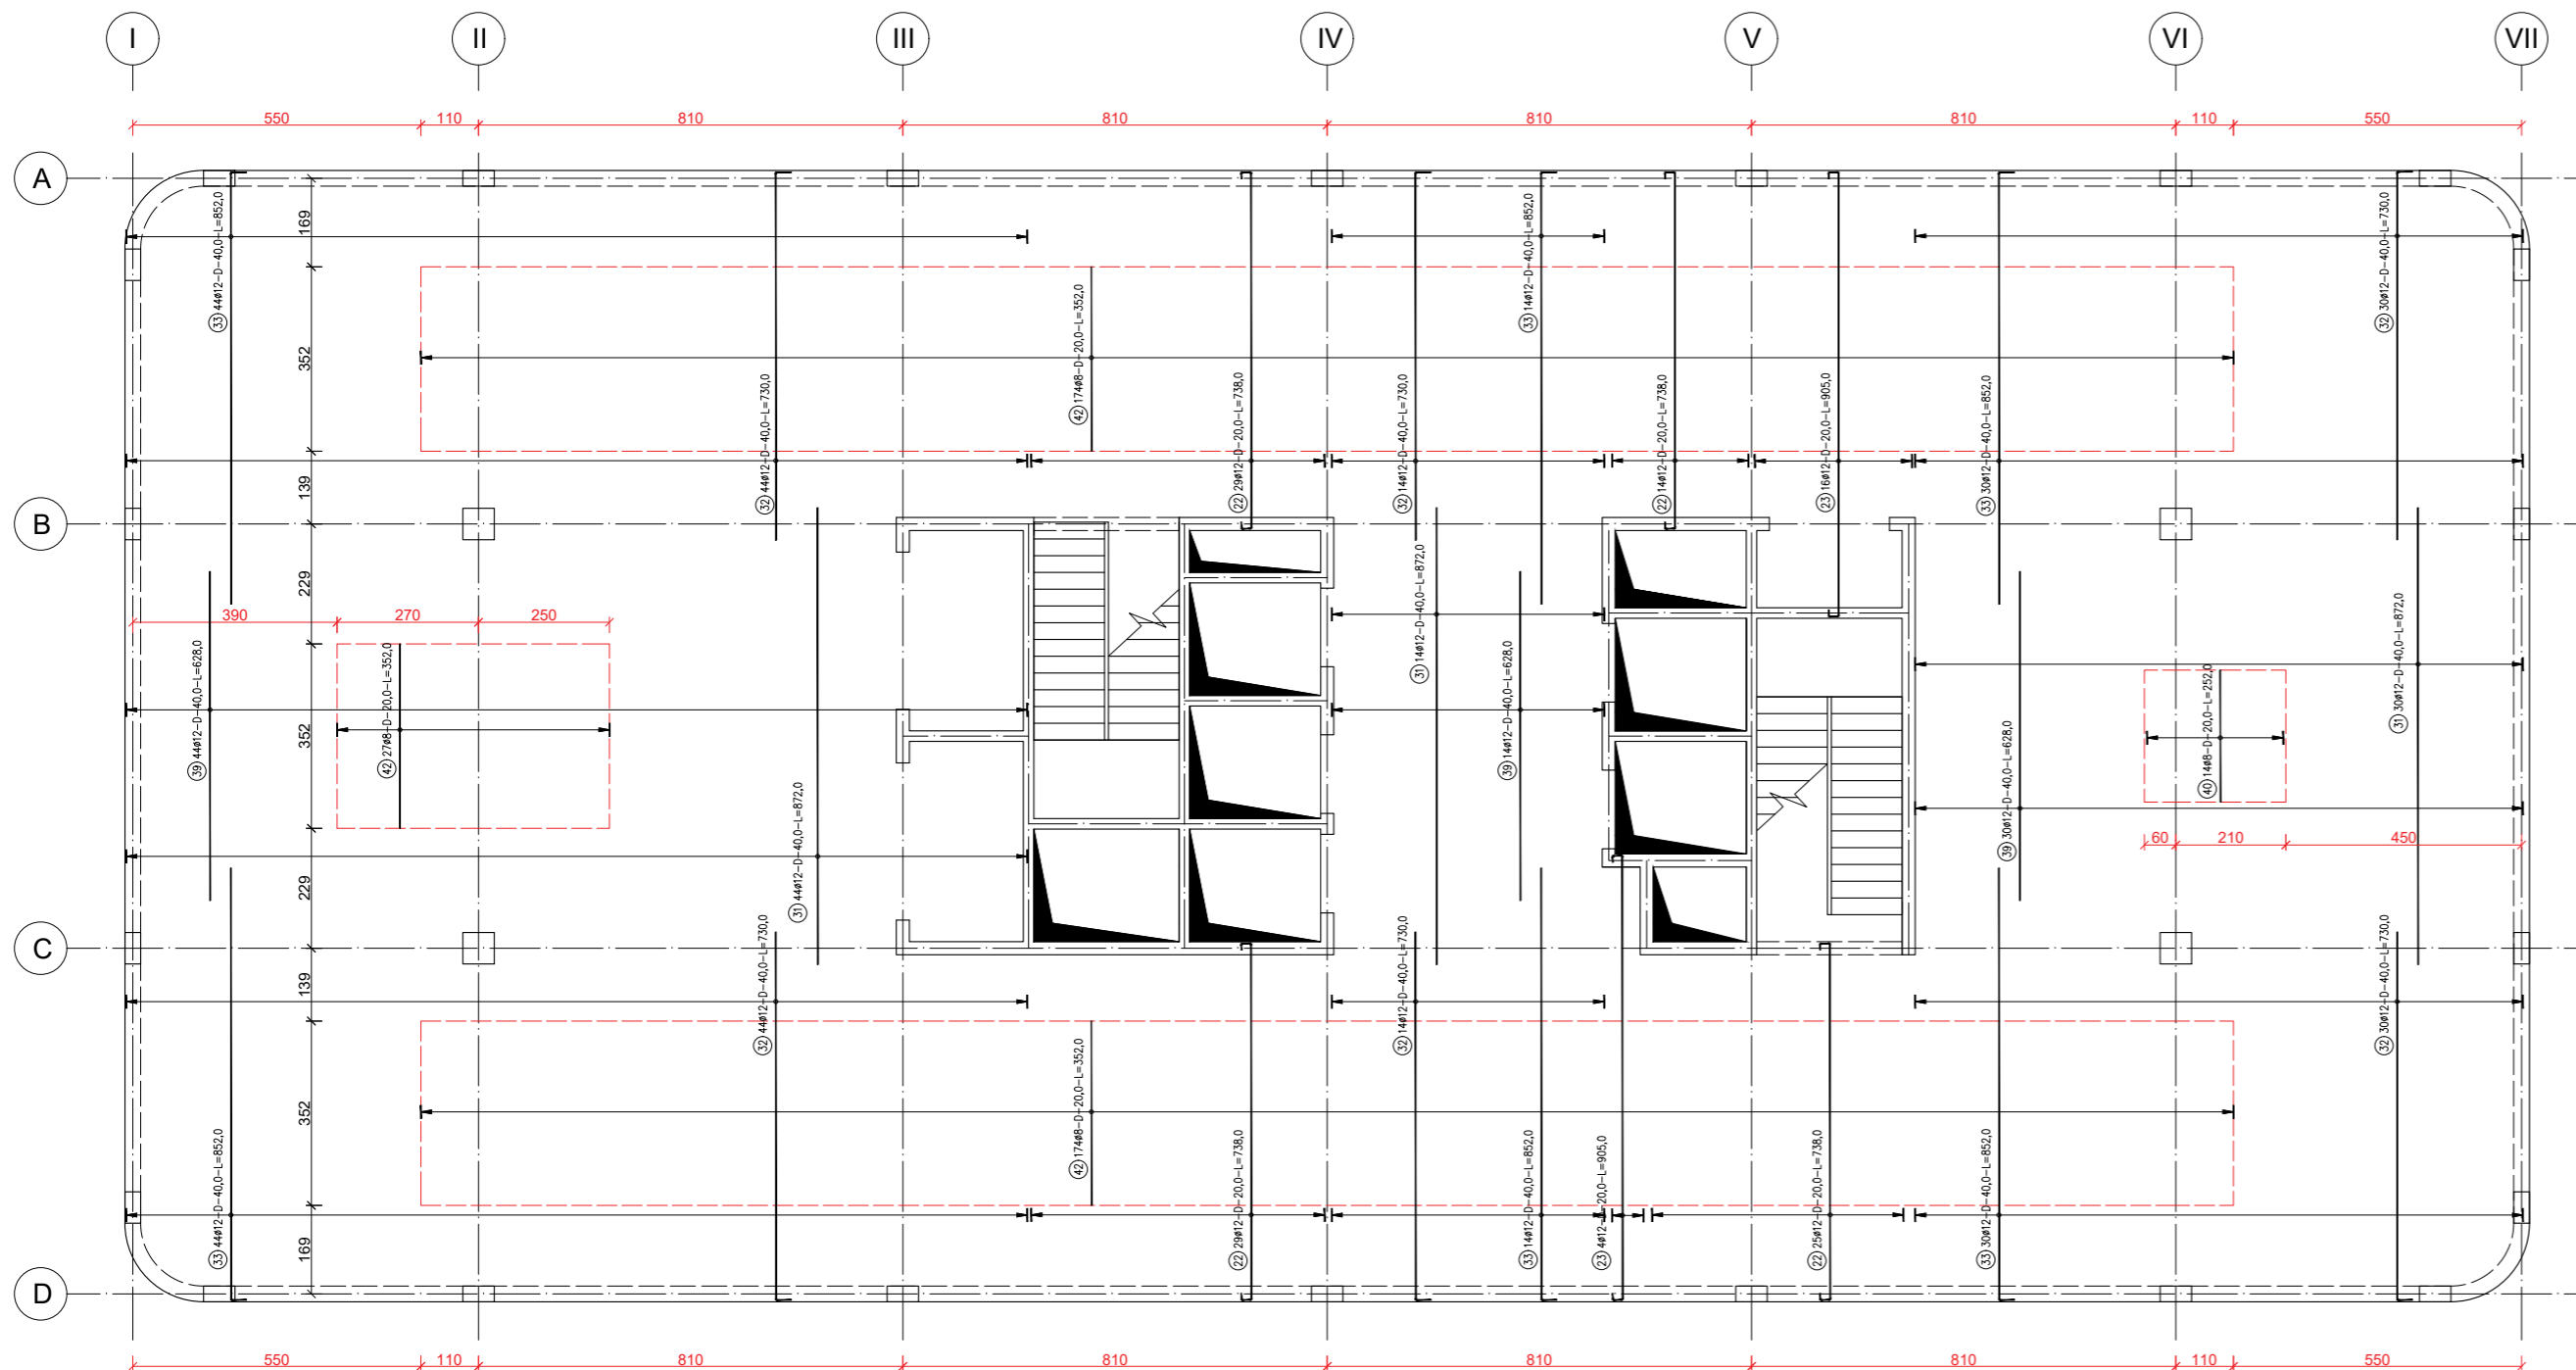 I II III IV V VI VII
550 110 810 810 810 810 110 550
A
169
33 44ø12-D-40,0-L=852,0
33 14ø12-D-40,0-L=852,0
32 30ø12-D-40,0-L=730,0
352
32 44ø12-D-40,0-L=730,0
42 174ø8-D-20,0-L=352,0
22 29ø12-D-20,0-L=738,0
32 14ø12-D-40,0-L=730,0
22 14ø12-D-20,0-L=738,0
23 16ø12-D-20,0-L=905,0
33 30ø12-D-40,0-L=852,0
139
B
229
390 270 250
39 44ø12-D-40,0-L=628,0
42 27ø8-D-20,0-L=352,0
31 14ø12-D-40,0-L=872,0
39 14ø12-D-40,0-L=628,0
40 14ø8-D-20,0-L=252,0
31 30ø12-D-40,0-L=872,0
352
31 44ø12-D-40,0-L=872,0
39 30ø12-D-40,0-L=628,0
60 210 450
229
C
139
32 44ø12-D-40,0-L=730,0
32 14ø12-D-40,0-L=730,0
32 30ø12-D-40,0-L=730,0
352
42 174ø8-D-20,0-L=352,0
33 44ø12-D-40,0-L=852,0
22 29ø12-D-20,0-L=738,0
33 14ø12-D-40,0-L=852,0
23 4ø12-D-20,0-L=905,0
22 25ø12-D-20,0-L=738,0
33 30ø12-D-40,0-L=852,0
169
D
550 110 810 810 810 810 110 550